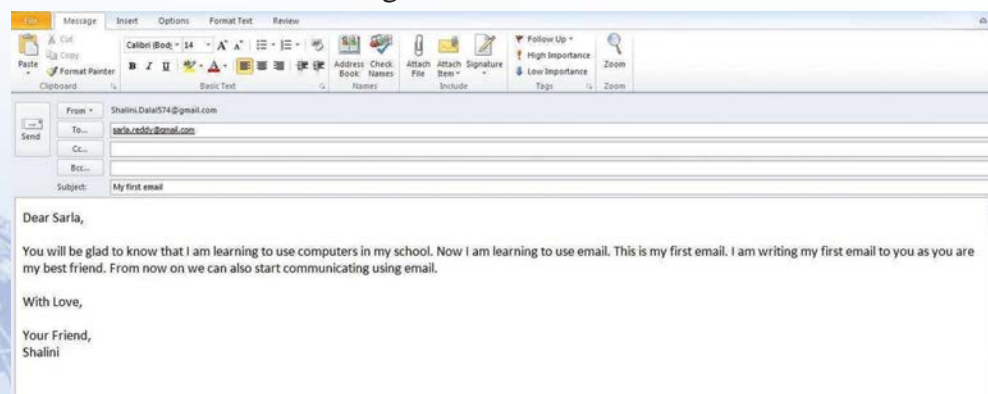 File Message Insert Options Format Text Review
Cut
Copy
Paste
Format Painter
Clipboard
Calibri (Body 14
B I U
Basic Text
Address Book
Check Names
Names
Attach File
Attach Item
Signature
Include
Follow Up
High Importance
Low Importance
Tags
Zoom
Zoom
Send
From Shalini.Dalal574@gmail.com
To... sarla.reddy@gmail.com
Cc...
Bcc...
Subject: My first email
Dear Sarla,
You will be glad to know that I am learning to use computers in my school. Now I am learning to use email. This is my first email. I am writing my first email to you as you are
my best friend. From now on we can also start communicating using email.
With Love,
Your Friend,
Shalini